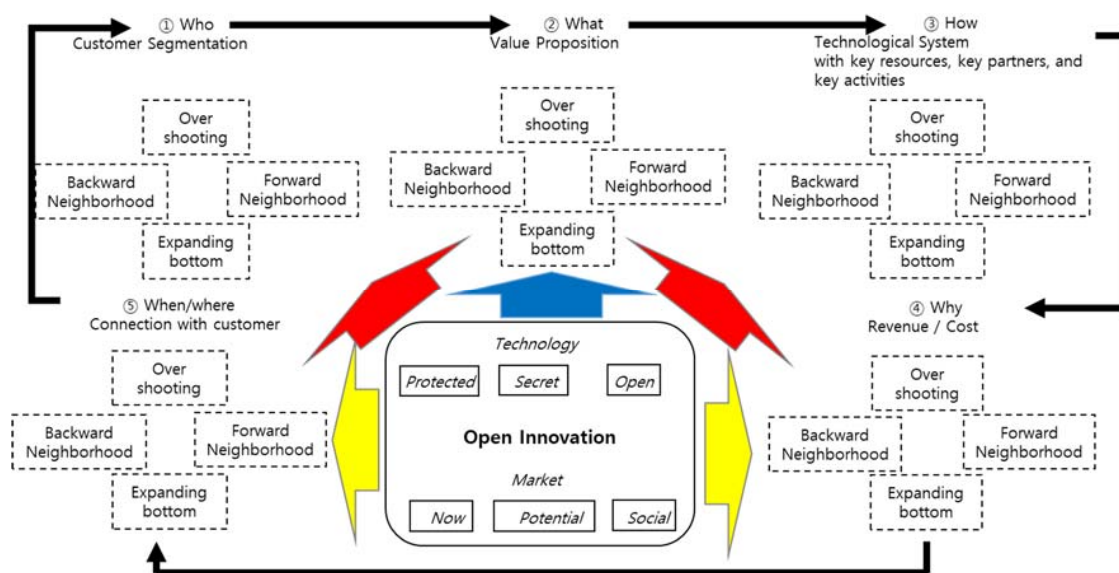 ① Who
Customer Segmentation
② What
Value Proposition
③ How
Technological System
with key resources, key partners, and
key activities
Over
shooting
Backward
Neighborhood
Forward
Neighborhood
Expanding
bottom
Over
shooting
Backward
Neighborhood
Forward
Neighborhood
Expanding
bottom
Over
shooting
Backward
Neighborhood
Forward
Neighborhood
Expanding
bottom
⑤ When/where
Connection with customer
④ Why
Revenue / Cost
Over
shooting
Backward
Neighborhood
Forward
Neighborhood
Expanding
bottom
Technology
Protected
Secret
Open
Open Innovation
Market
Now
Potential
Social
Over
shooting
Backward
Neighborhood
Forward
Neighborhood
Expanding
bottom